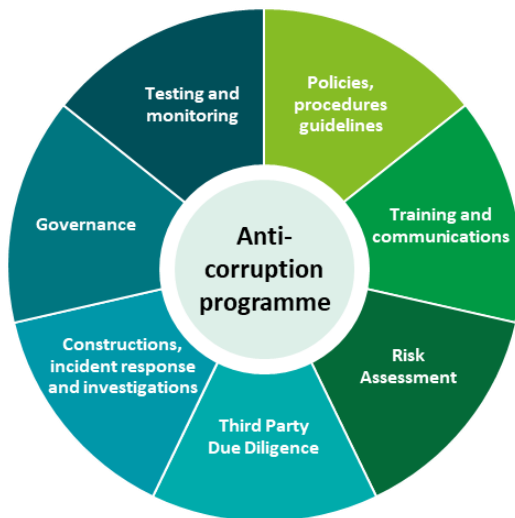 Testing and
monitoring
Policies,
procedures
guidelines
Training and
communications
Risk
Assessment
Third Party
Due Diligence
Constructions,
incident response
and investigations
Governance
Anti-
corruption
programme